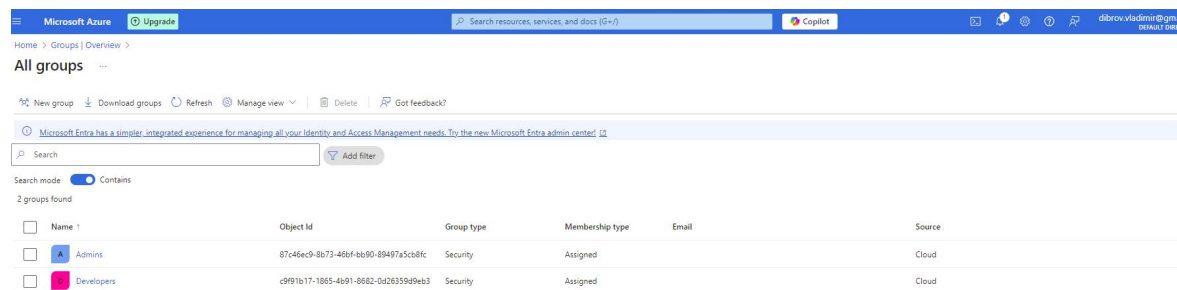 Microsoft Azure Upgrade Search resources, services, and docs (G+/) Copilot 1 dibrov.vladimir@gm
DEFAULT DIR
Home > Groups | Overview >
All groups ...
New group Download groups Refresh Manage view Delete Got feedback?
Microsoft Entra has a simpler, integrated experience for managing all your Identity and Access Management needs. Try the new Microsoft Entra admin center!
Search Add filter
Search mode Contains
2 groups found
Name ↑ Object Id Group type Membership type Email Source
A Admins 87c46ec9-8b73-46bf-bb90-89497a5cb8fc Security Assigned Cloud
D Developers c9f91b17-1865-4b91-8682-0d26359d9eb3 Security Assigned Cloud